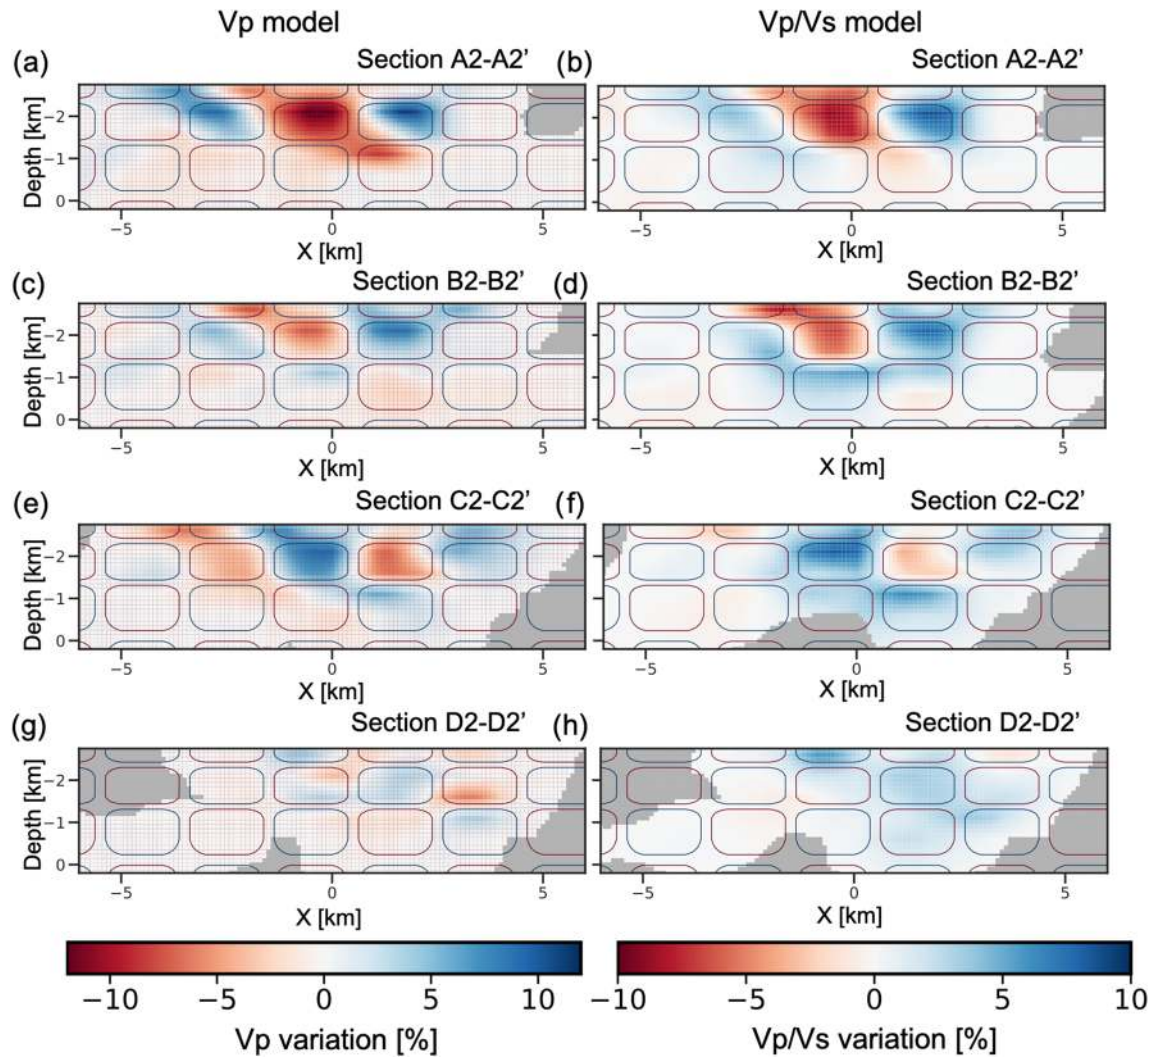 Vp model Vp/Vs model
(a) Section A2-A2’ (b) Section A2-A2’
Depth [km]
−2
−1
0
−5 0 5 −5 0 5
X [km] X [km]
(c) Section B2-B2’ (d) Section B2-B2’
Depth [km]
−2
−1
0
−5 0 5 −5 0 5
X [km] X [km]
(e) Section C2-C2’ (f) Section C2-C2’
Depth [km]
−2
−1
0
−5 0 5 −5 0 5
X [km] X [km]
(g) Section D2-D2’ (h) Section D2-D2’
Depth [km]
−2
−1
0
−5 0 5 −5 0 5
X [km] X [km]
−10 −5 0 5 10 −10 −5 0 5 10
Vp variation [%] Vp/Vs variation [%]